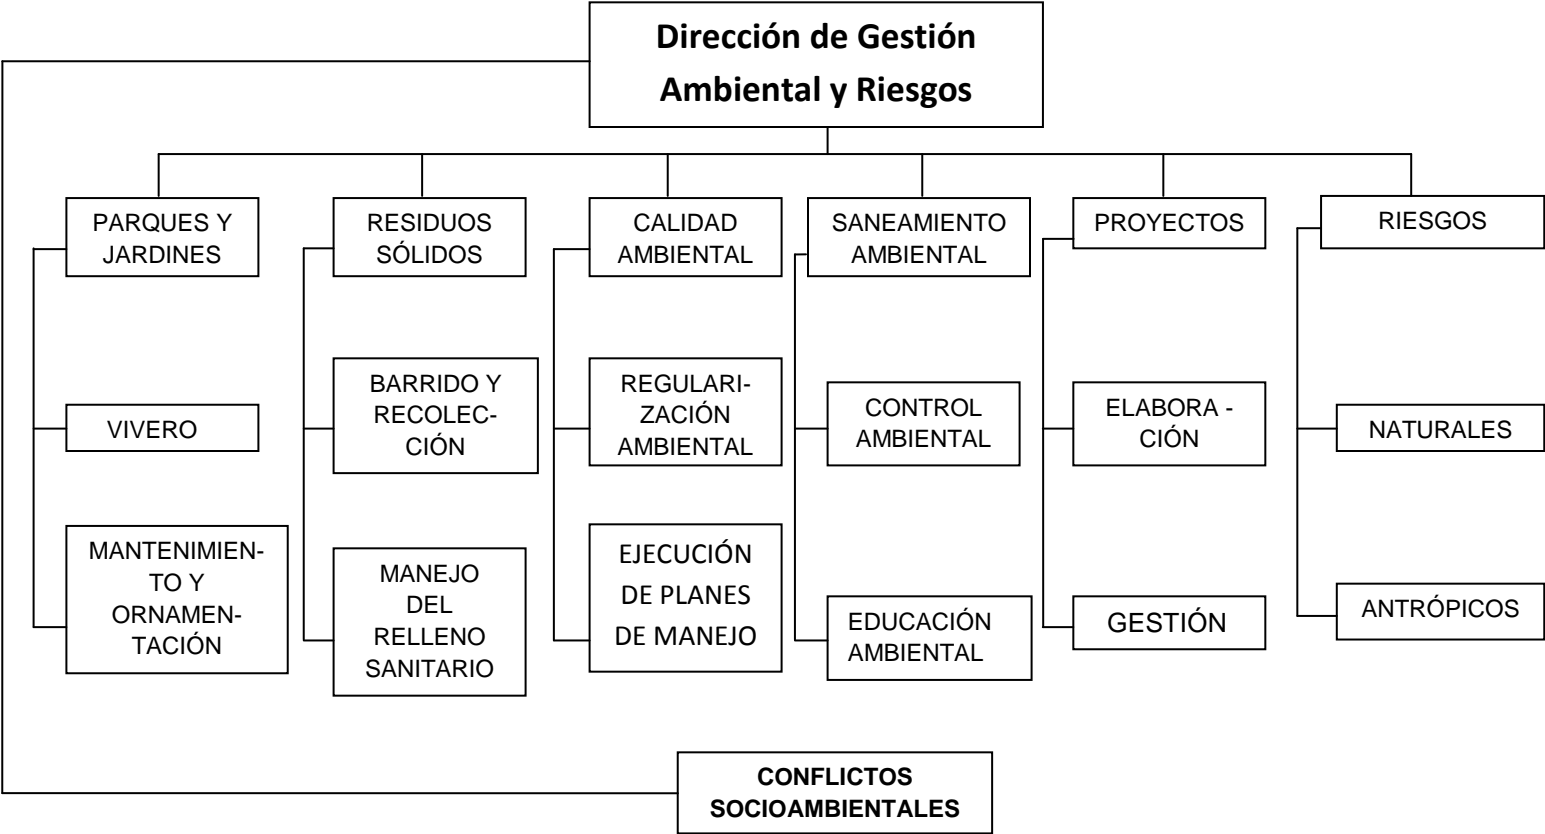 Dirección de Gestión
Ambiental y Riesgos
PARQUES Y
JARDINES
RESIDUOS
SÓLIDOS
CALIDAD
AMBIENTAL
SANEAMIENTO
AMBIENTAL
PROYECTOS
RIESGOS
VIVERO
BARRIDO Y
RECOLEC-
CIÓN
REGULARI-
ZACIÓN
AMBIENTAL
CONTROL
AMBIENTAL
ELABORA -
CIÓN
NATURALES
MANTENIMIEN-
TO Y
ORNAMEN-
TACIÓN
MANEJO
DEL
RELLENO
SANITARIO
EJECUCIÓN
DE PLANES
DE MANEJO
EDUCACIÓN
AMBIENTAL
GESTIÓN
ANTRÓPICOS
CONFLICTOS
SOCIOAMBIENTALES